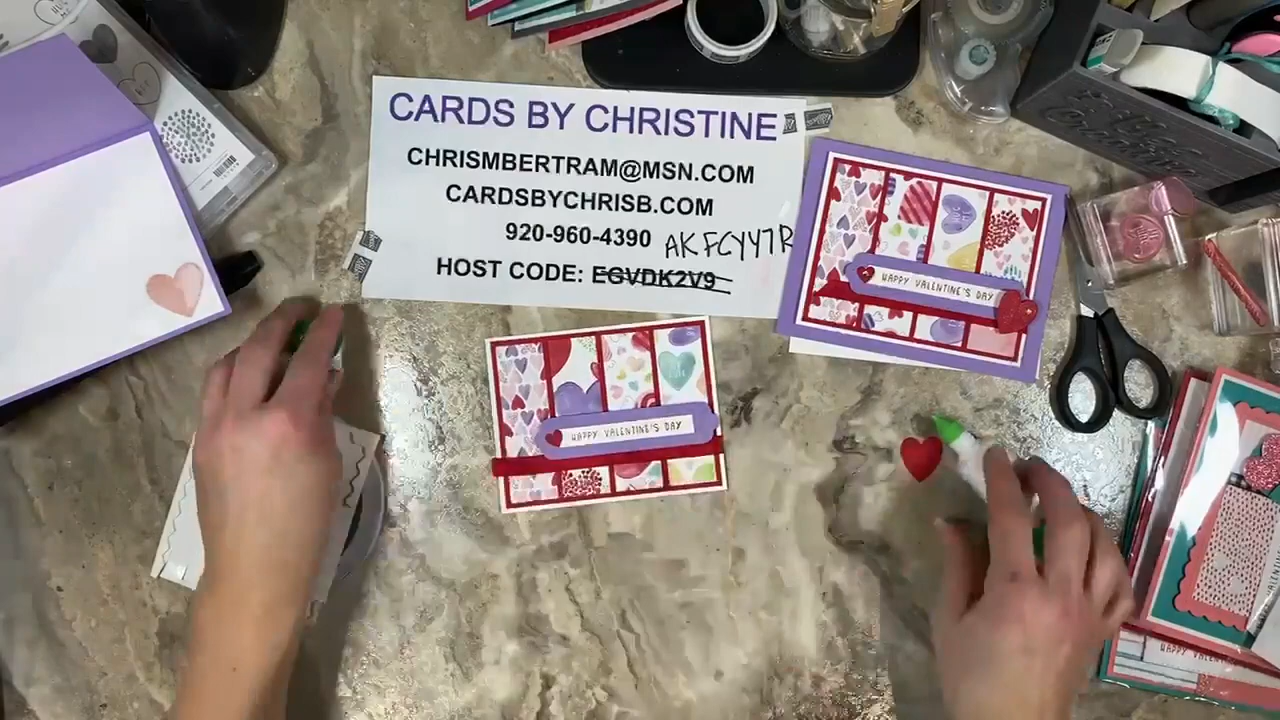 CARDS BY CHRISTINE
CHRISMBERTRAM@MSN.COM
CARDSBYCHRISB.COM
920-960-4390 AKFCYY7R
HOST CODE: EGVDK2V9
HAPPY VALENTINE'S DAY
HAPPY VALENTINE'S DAY